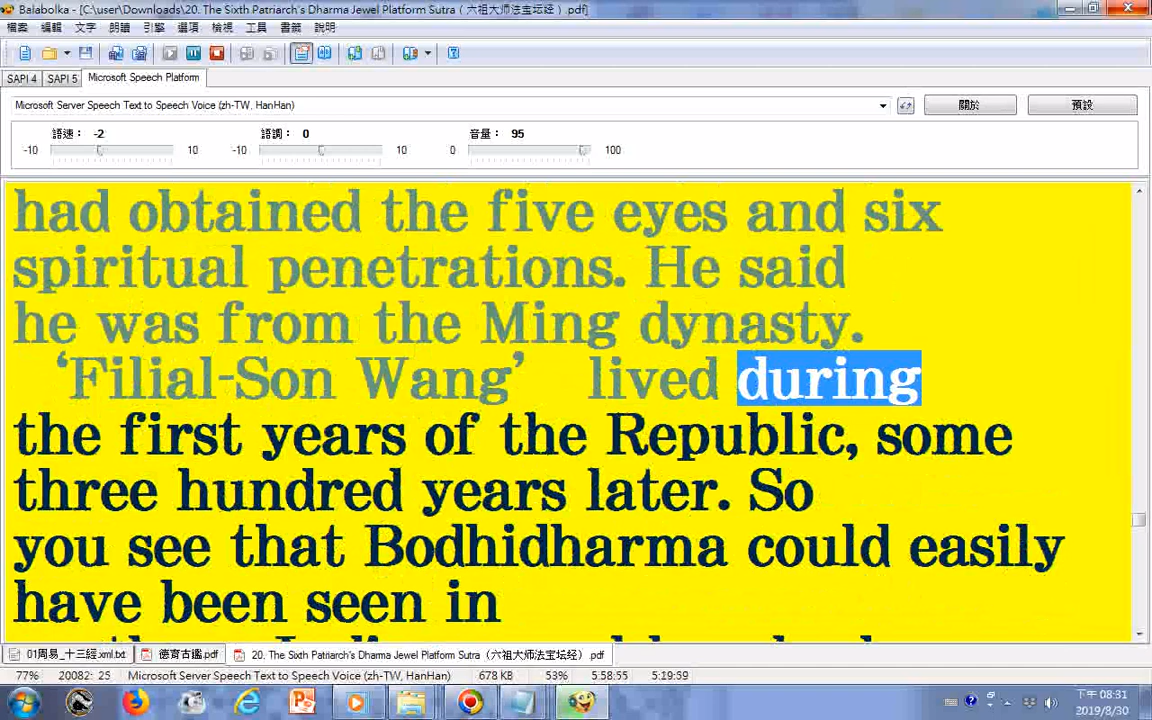 Balabolka - [C:\user\Downloads\20. The Sixth Patriarch's Dharma Jewel Platform Sutra（六祖大师法宝坛经）.pdf]
檔案 編輯 文字 朗讀 引擎 選項 檢視 工具 書籤 說明
SAPI 4 SAPI 5 Microsoft Speech Platform
Microsoft Server Speech Text to Speech Voice (zh-TW, HanHan) 關於 預設
語速： -2 語調： 0 音量： 95
-10 10 -10 10 0 100
had obtained the five eyes and six
spiritual penetrations. He said
he was from the Ming dynasty.
‘Filial-Son Wang’ lived during
the first years of the Republic, some
three hundred years later. So
you see that Bodhidharma could easily
have been seen in
01周易_十三經.xml.txt 德育古鑑.pdf 20. The Sixth Patriarch's Dharma Jewel Platform Sutra（六祖大师法宝坛经）.pdf
77% 20082: 25 Microsoft Server Speech Text to Speech Voice (zh-TW, HanHan) 678 KB 53% 5:58:55 5:19:59
下午 08:31
2019/8/30